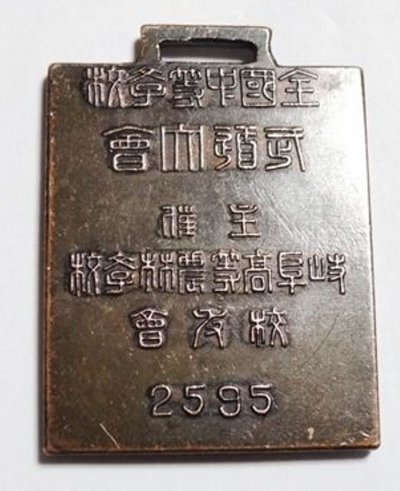 全國中等學校
武道大會
主催
岐阜高等農林學校
校友會
2595